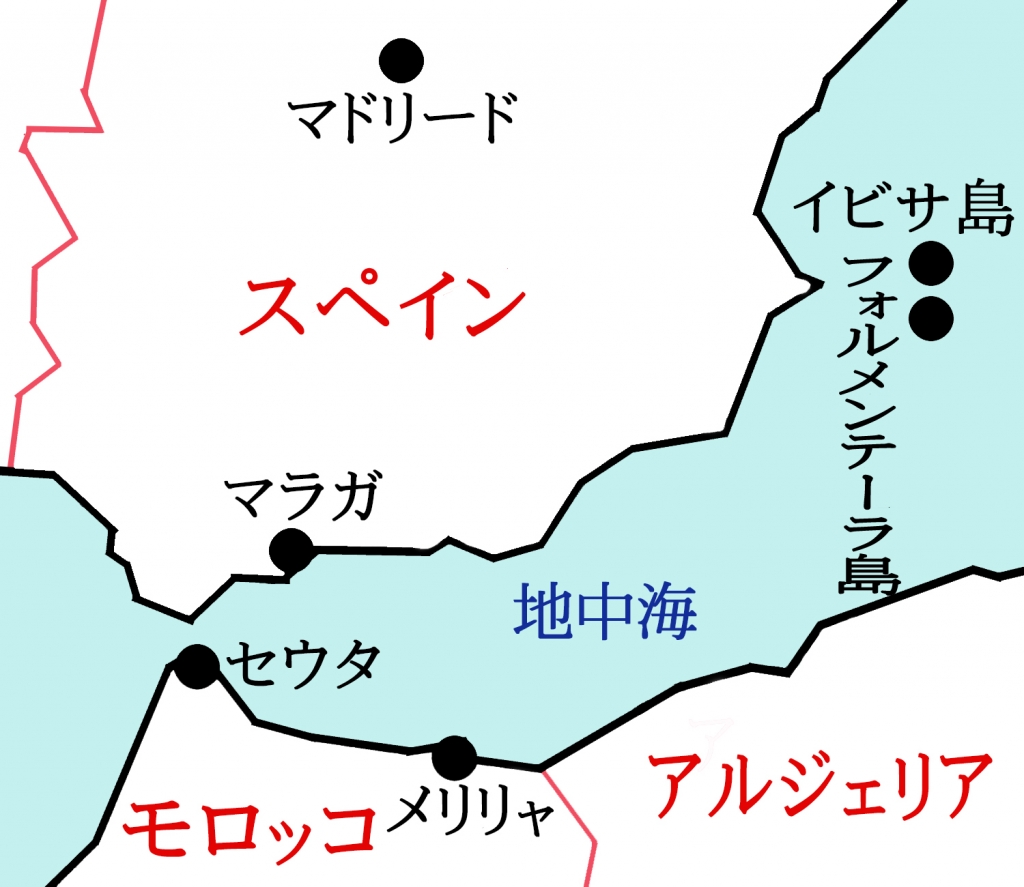 マドリード
イビサ島
フォルメンテーラ島
スペイン
マラガ
地中海
セウタ
アルジェリア
モロッコ
メリリャ